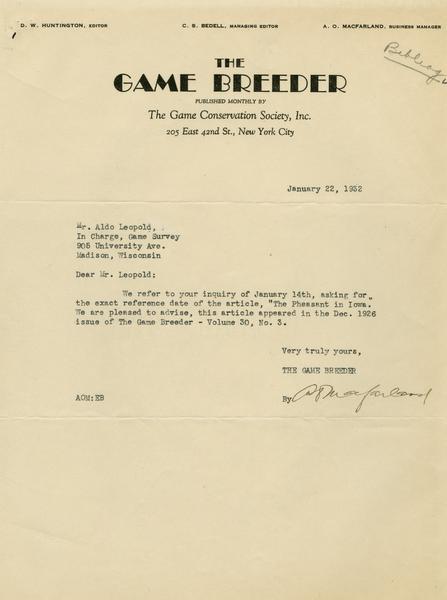 D. W. HUNTINGTON, EDITOR C. S. BEDELL, MANAGING EDITOR A. O. MACFARLAND, BUSINESS MANAGER
THE
GAME BREEDER
PUBLISHED MONTHLY BY
The Game Conservation Society, Inc.
205 East 42nd St., New York City
January 22, 1932
Mr. Aldo Leopold,
In Charge, Game Survey
905 University Ave.
Madison, Wisconsin
Dear Mr. Leopold:
We refer to your inquiry of January 14th, asking for
the exact reference date of the article, "The Pheasant in Iowa."
We are pleased to advise, this article appeared in the Dec. 1926
issue of The Game Breeder - Volume 30, No. 3.
Very truly yours,
THE GAME BREEDER
AOM:EB By A O Macfarland